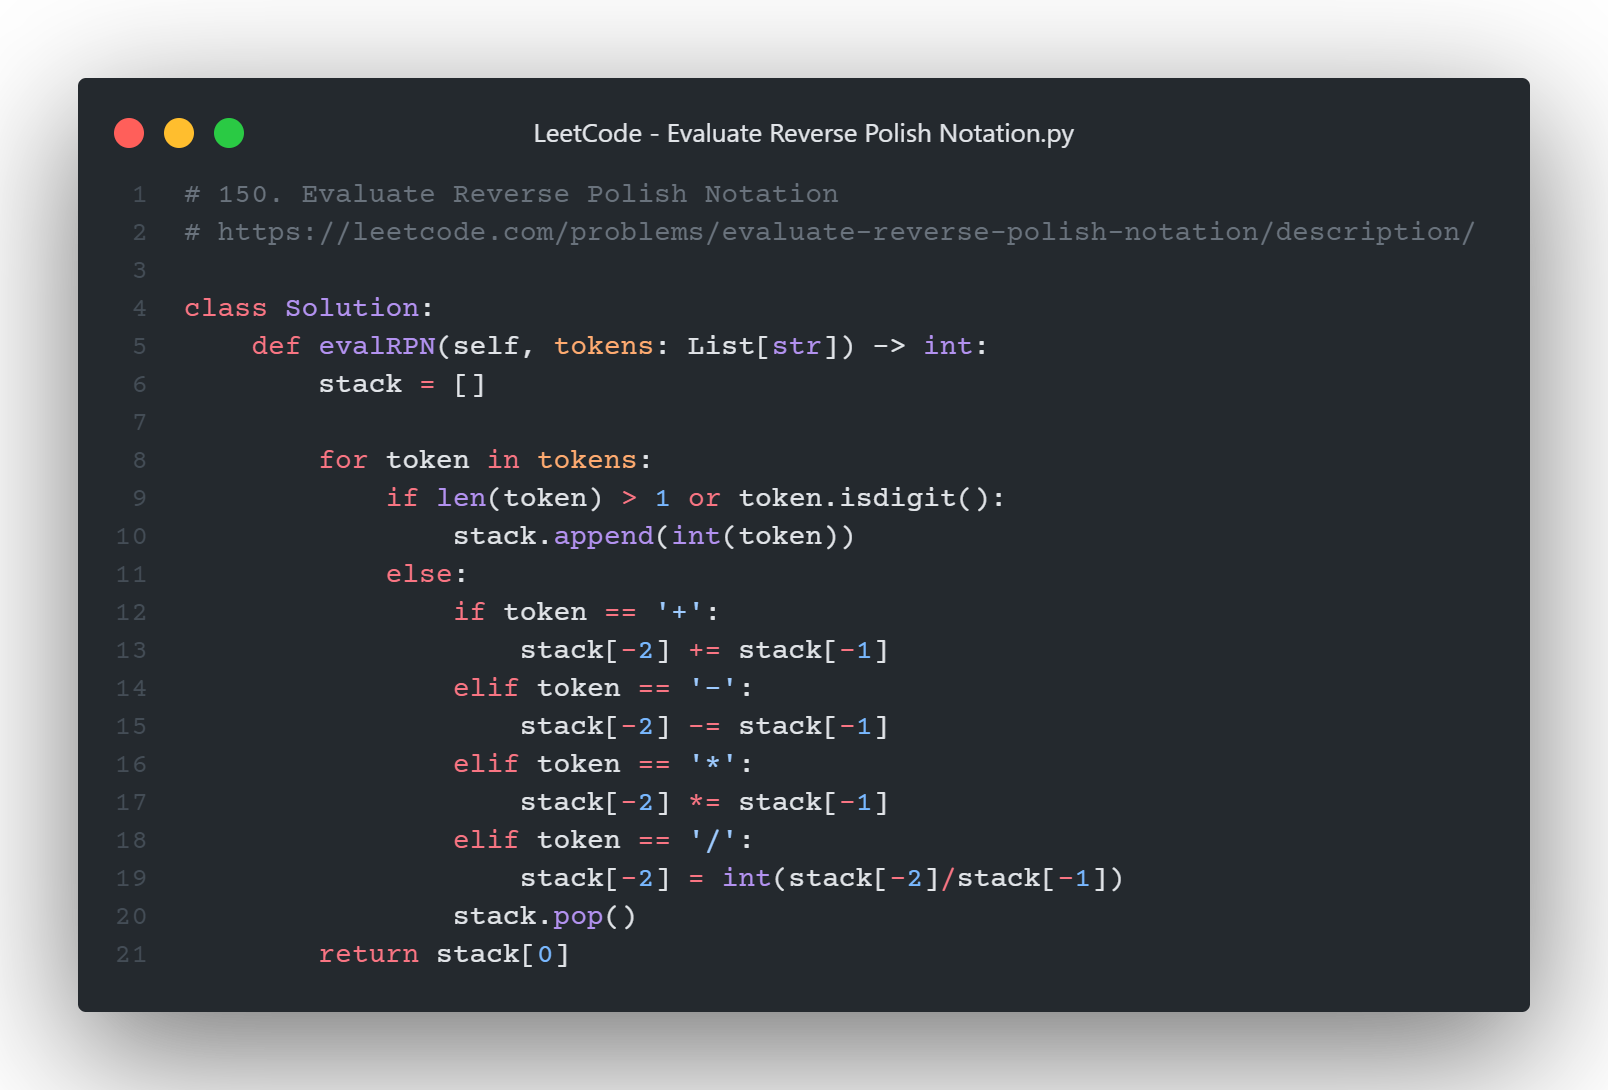 LeetCode - Evaluate Reverse Polish Notation.py
1 # 150. Evaluate Reverse Polish Notation
2 # https://leetcode.com/problems/evaluate-reverse-polish-notation/description/
3
4 class Solution:
5     def evalRPN(self, tokens: List[str]) -> int:
6         stack = []
7
8         for token in tokens:
9             if len(token) > 1 or token.isdigit():
10                 stack.append(int(token))
11             else:
12                 if token == '+':
13                     stack[-2] += stack[-1]
14                 elif token == '-':
15                     stack[-2] -= stack[-1]
16                 elif token == '*':
17                     stack[-2] *= stack[-1]
18                 elif token == '/':
19                     stack[-2] = int(stack[-2]/stack[-1])
20                 stack.pop()
21         return stack[0]